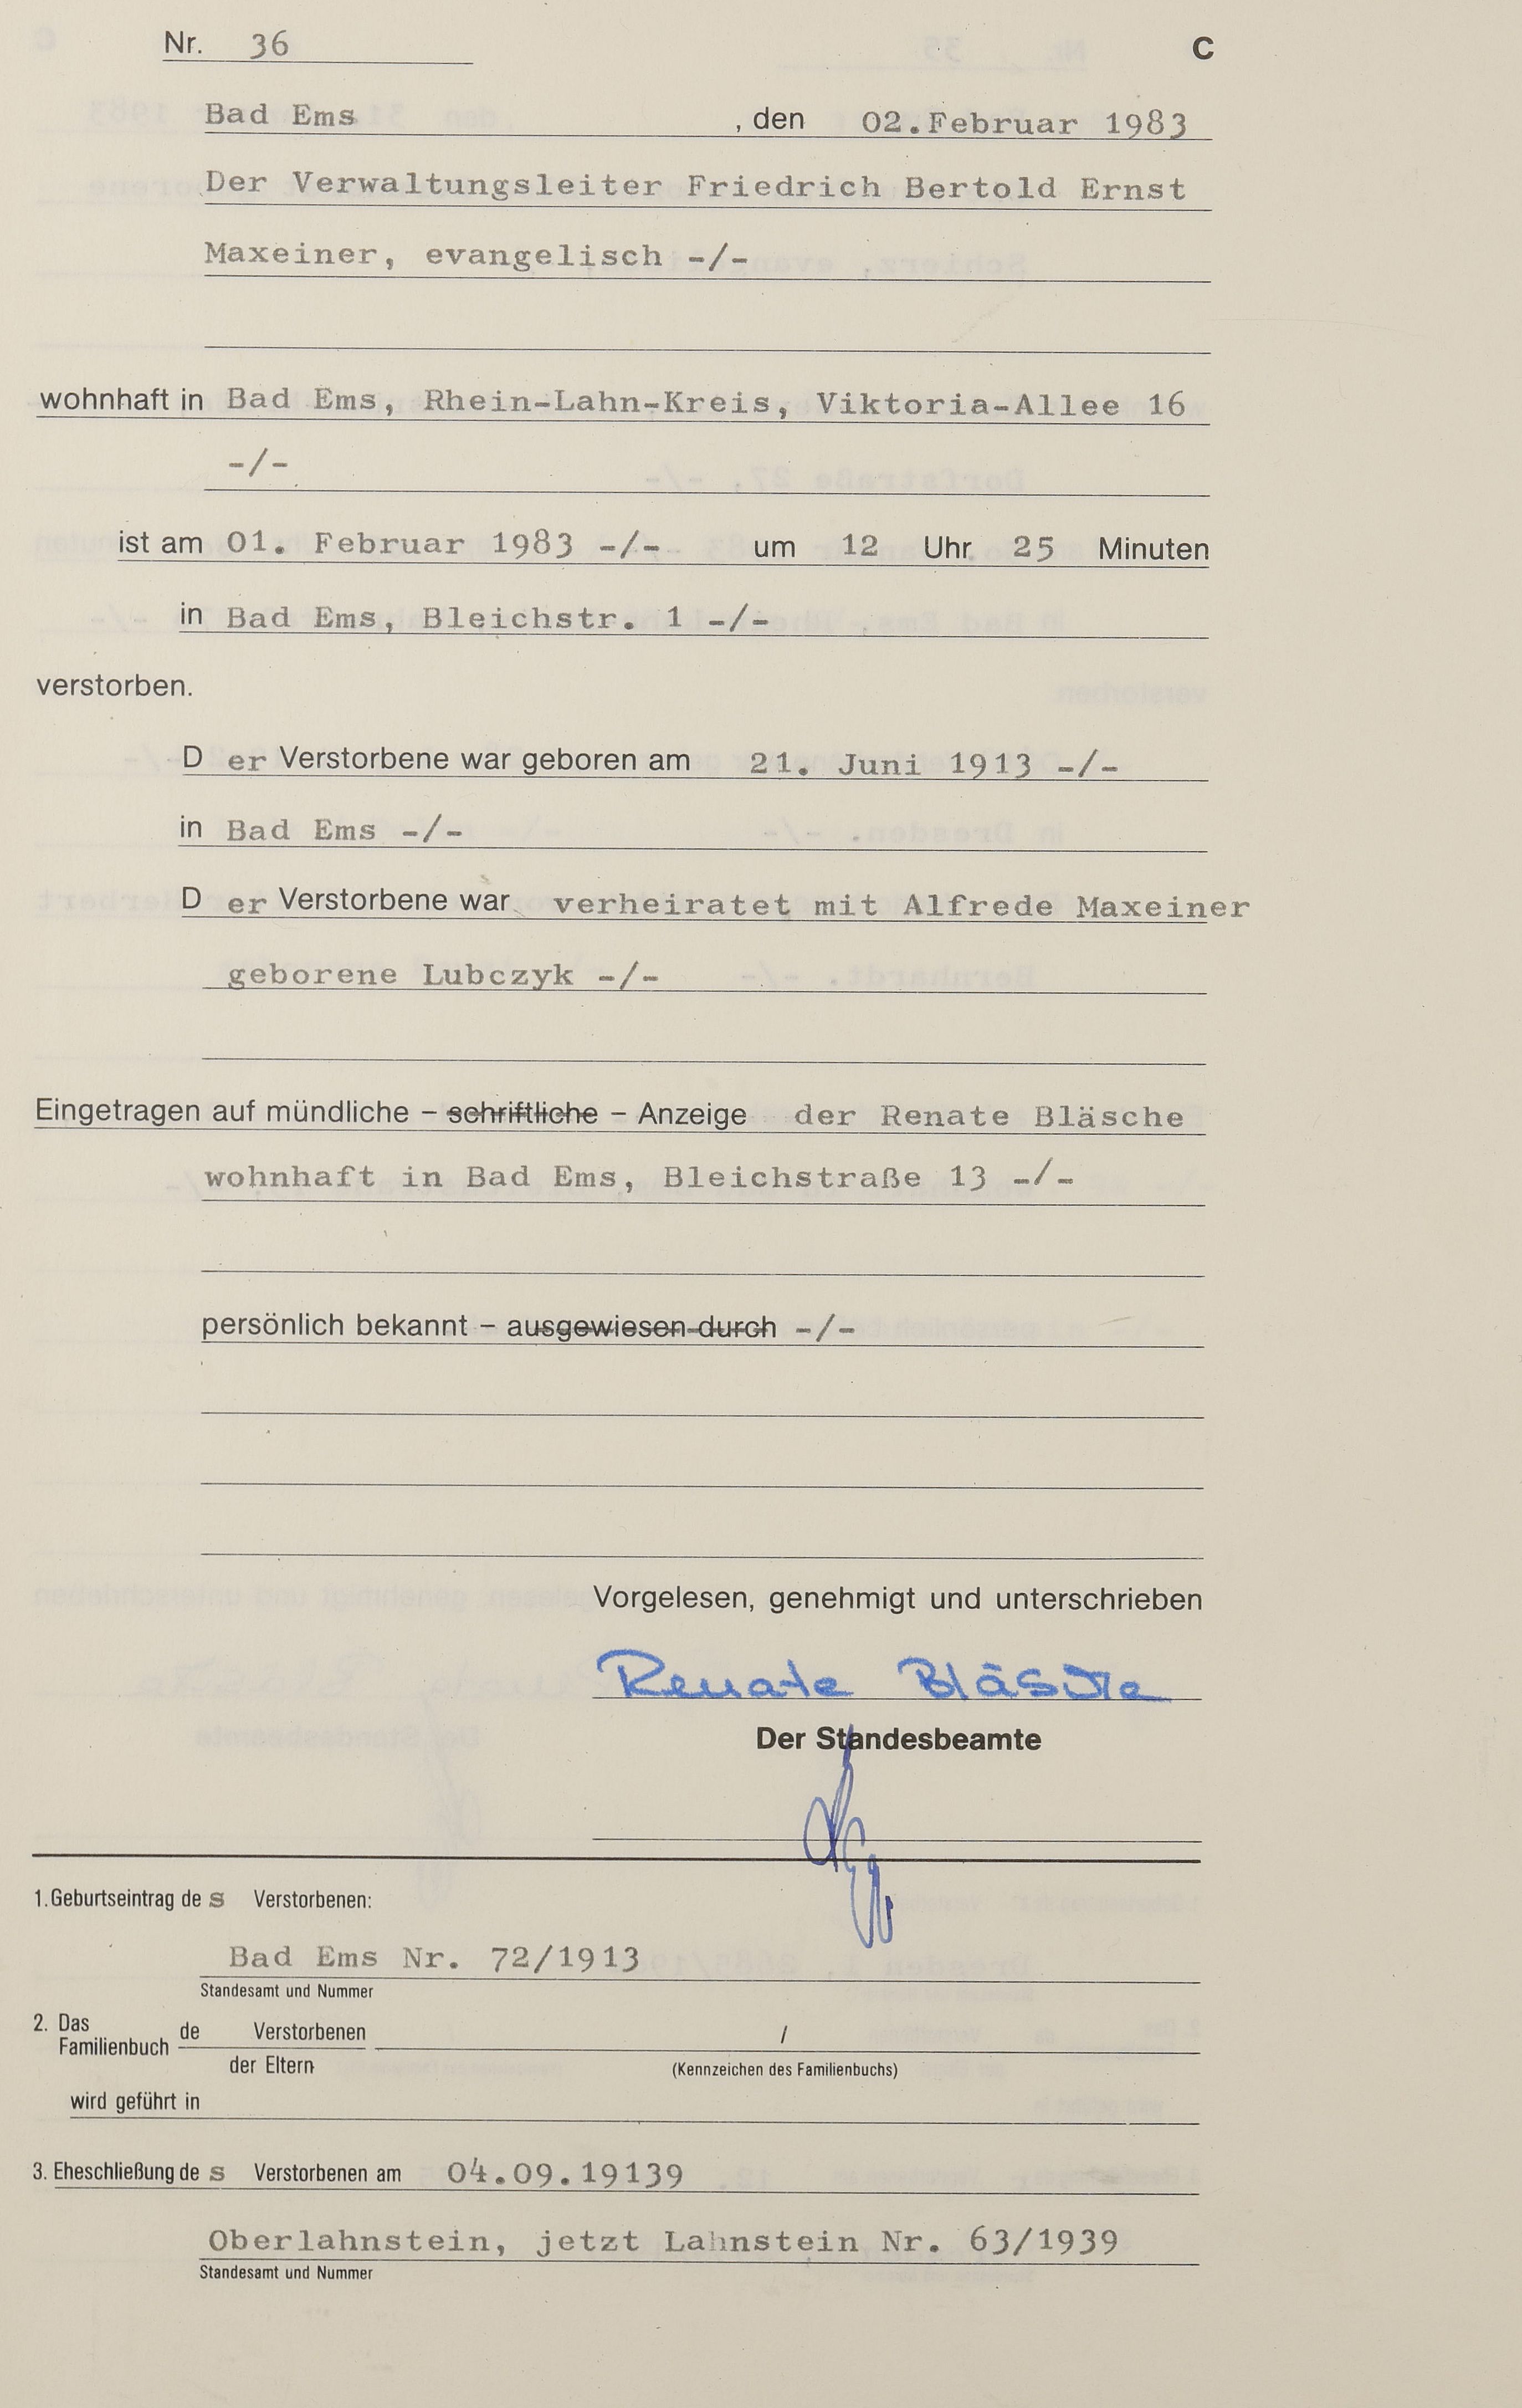 Nr. 36 C
Bad Ems , den 02.Februar 1983
Der Verwaltungsleiter Friedrich Bertold Ernst
Maxeiner, evangelisch -/-
wohnhaft in Bad Ems, Rhein-Lahn-Kreis, Viktoria-Allee 16
-/-
ist am 01. Februar 1983 -/- um 12 Uhr 25 Minuten
in Bad Ems, Bleichstr. 1 -/-
verstorben.
D er Verstorbene war geboren am 21. Juni 1913 -/-
in Bad Ems -/-
D er Verstorbene war verheiratet mit Alfrede Maxeiner
geborene Lubczyk -/-
Eingetragen auf mündliche – schriftliche – Anzeige der Renate Bläsche
wohnhaft in Bad Ems, Bleichstraße 13 -/-
persönlich bekannt – ausgewiesen durch -/-
Vorgelesen, genehmigt und unterschrieben
Renate Bläsche
Der Standesbeamte
1. Geburtseintrag de s Verstorbenen:
Bad Ems Nr. 72/1913
Standesamt und Nummer
2. Das Familienbuch de Verstorbenen /
der Eltern (Kennzeichen des Familienbuchs)
wird geführt in
3. Eheschließung de s Verstorbenen am 04.09.19139
Oberlahnstein, jetzt Lahnstein Nr. 63/1939
Standesamt und Nummer